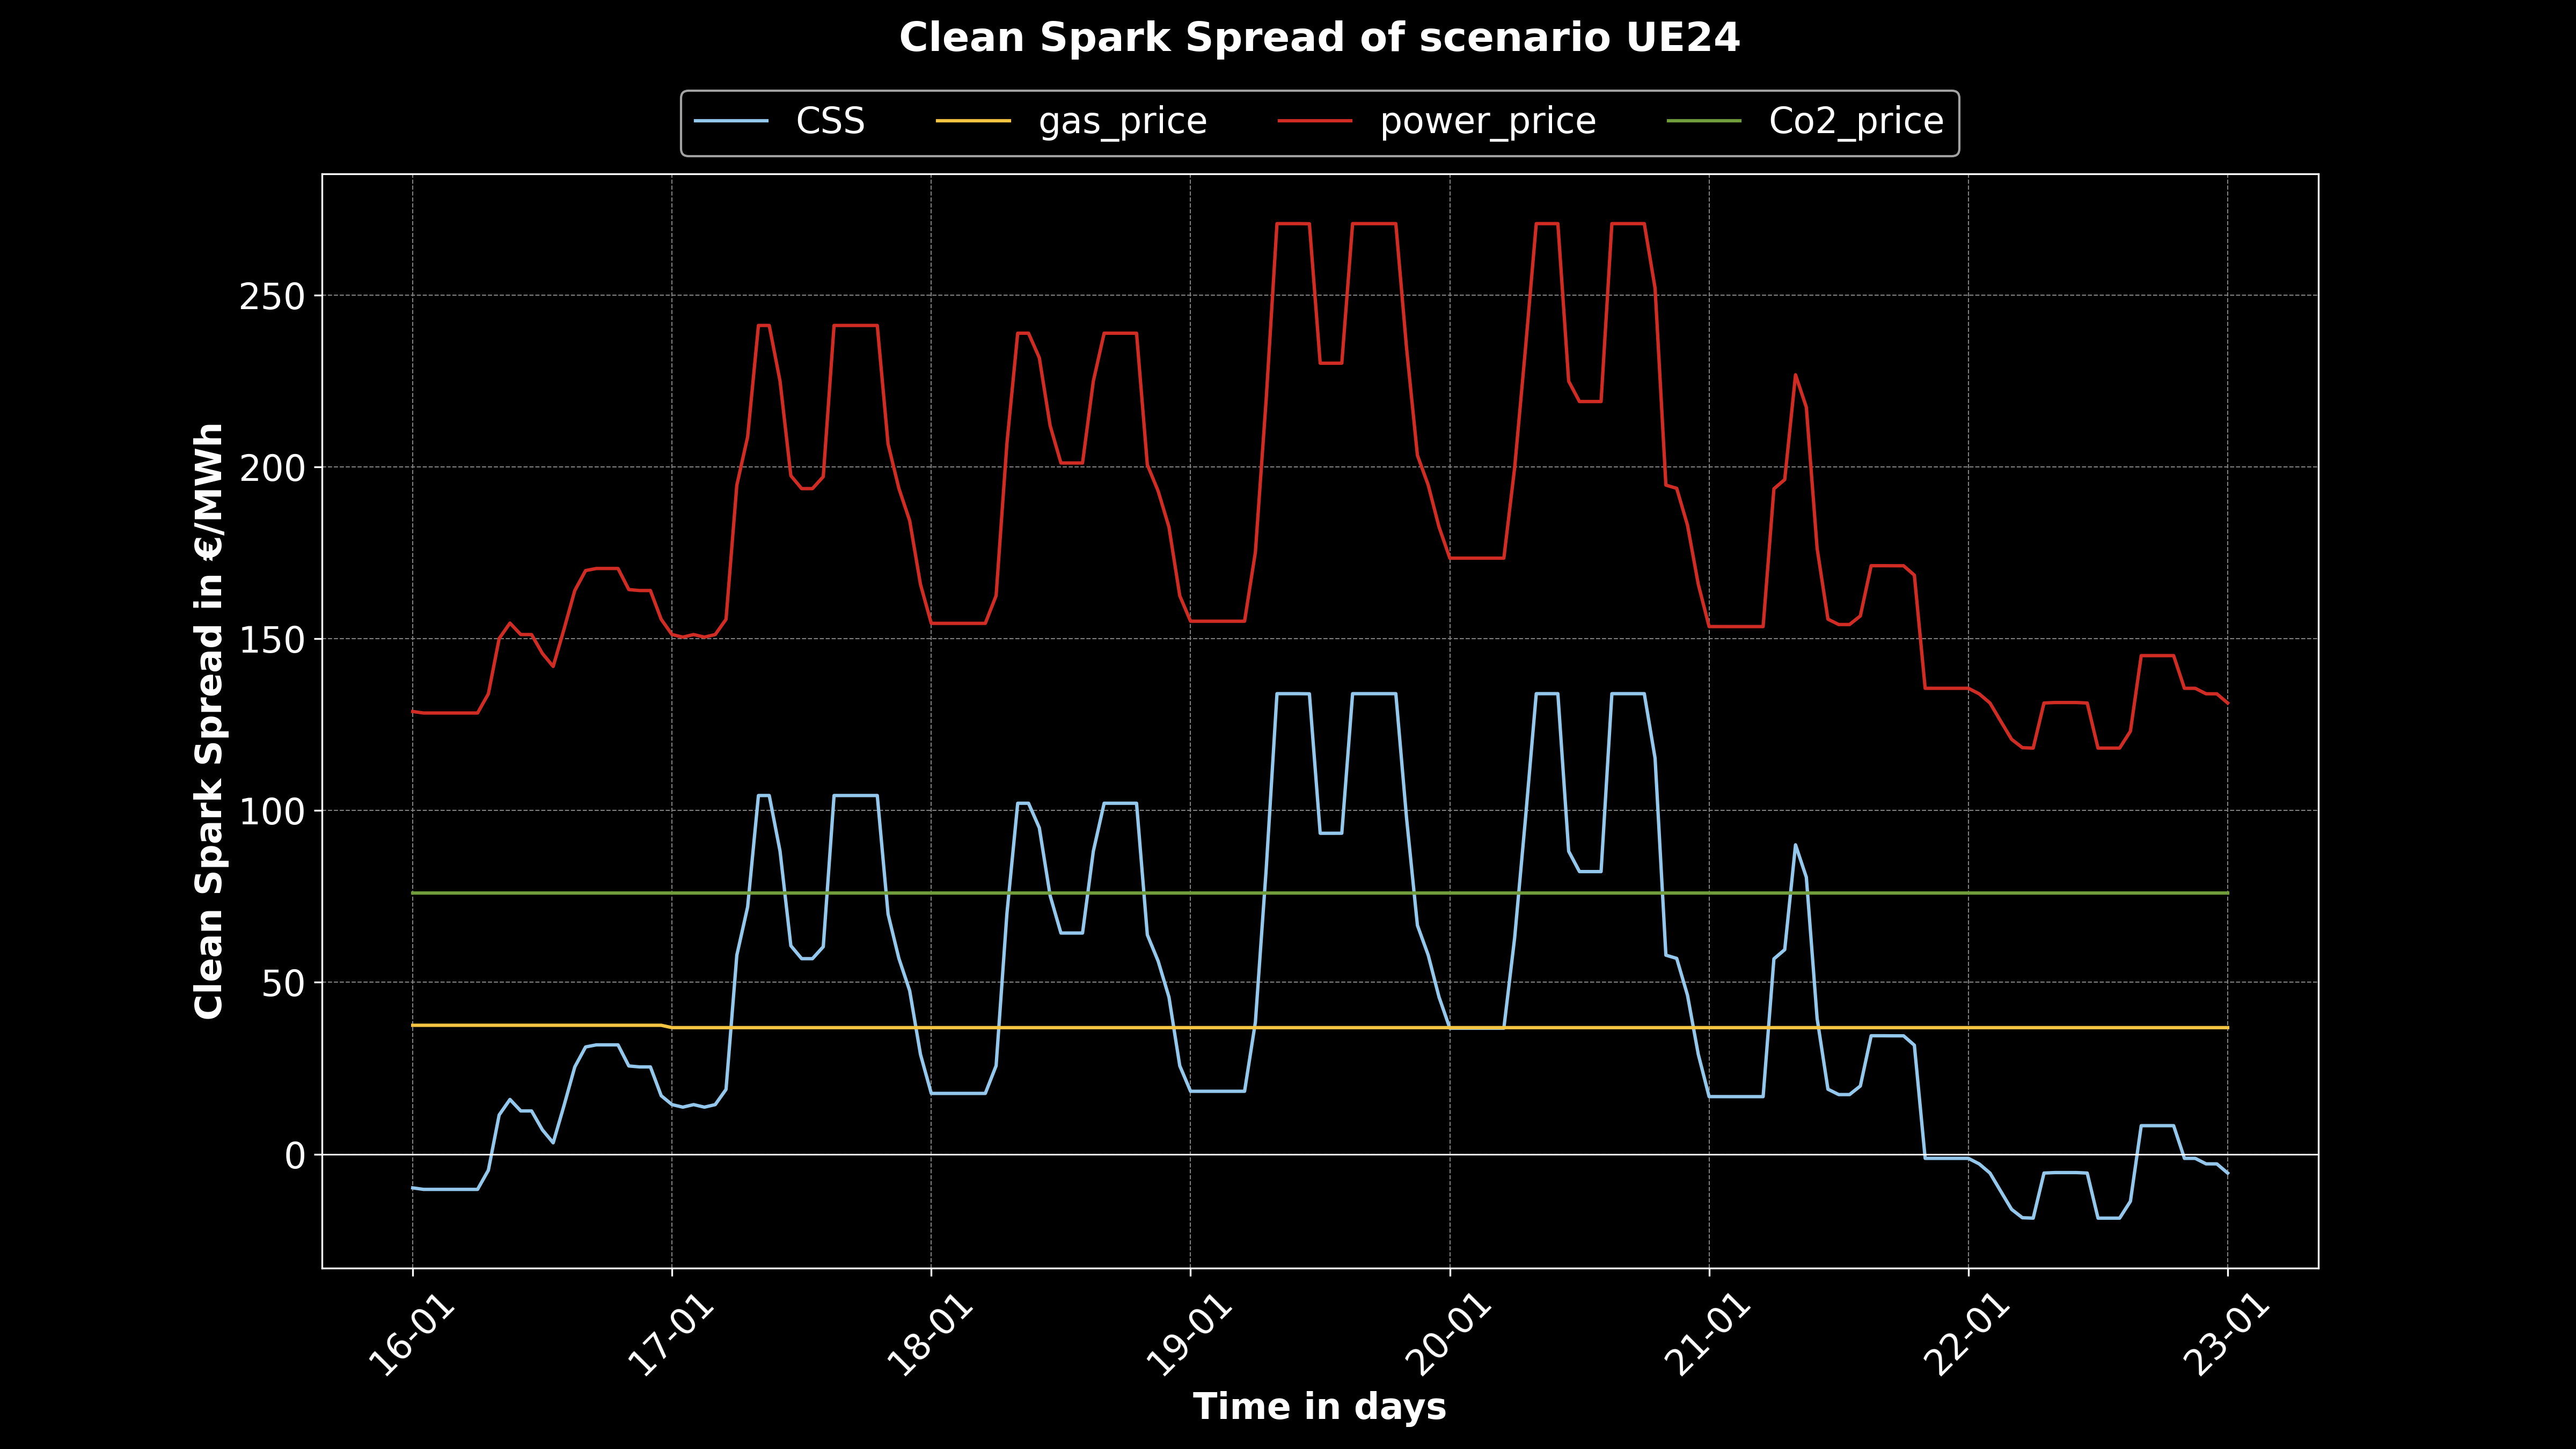 Clean Spark Spread of scenario UE24
CSS gas_price power_price Co2_price
Clean Spark Spread in €/MWh
250
200
150
100
50
0
16-01 17-01 18-01 19-01 20-01 21-01 22-01 23-01
Time in days